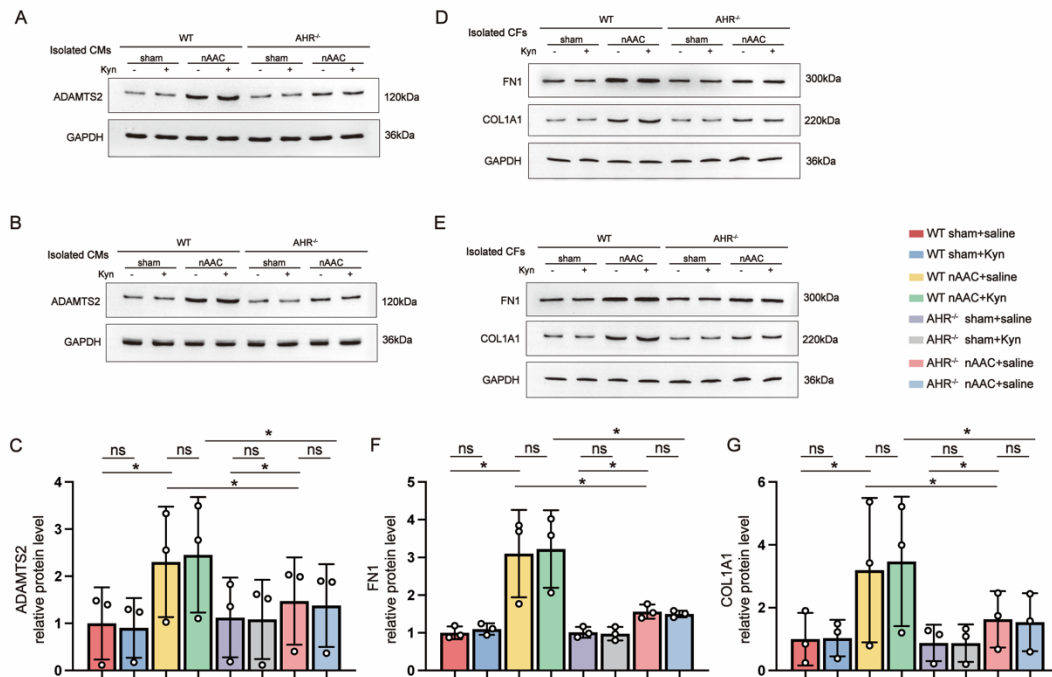 A
WT AHR-/-
Isolated CMs
sham nAAC sham nAAC
Kyn - + - + - + - +
ADAMTS2 120kDa
GAPDH 36kDa
D
WT AHR-/-
Isolated CFs
sham nAAC sham nAAC
Kyn - + - + - + - +
FN1 300kDa
COL1A1 220kDa
GAPDH 36kDa
B
WT AHR-/-
Isolated CMs
sham nAAC sham nAAC
Kyn - + - + - + - +
ADAMTS2 120kDa
GAPDH 36kDa
E
WT AHR-/-
Isolated CFs
sham nAAC sham nAAC
Kyn - + - + - + - +
FN1 300kDa
COL1A1 220kDa
GAPDH 36kDa
WT sham+saline
WT sham+Kyn
WT nAAC+saline
WT nAAC+Kyn
AHR-/- sham+saline
AHR-/- sham+Kyn
AHR-/- nAAC+saline
AHR-/- nAAC+saline
C
*
ns ns ns ns
* *
*
ADAMTS2
relative protein level
4
3
2
1
0
F
*
ns ns ns ns
* *
*
FN1
relative protein level
5
4
3
2
1
0
G
*
ns ns ns ns
* *
*
COL1A1
relative protein level
6
4
2
0